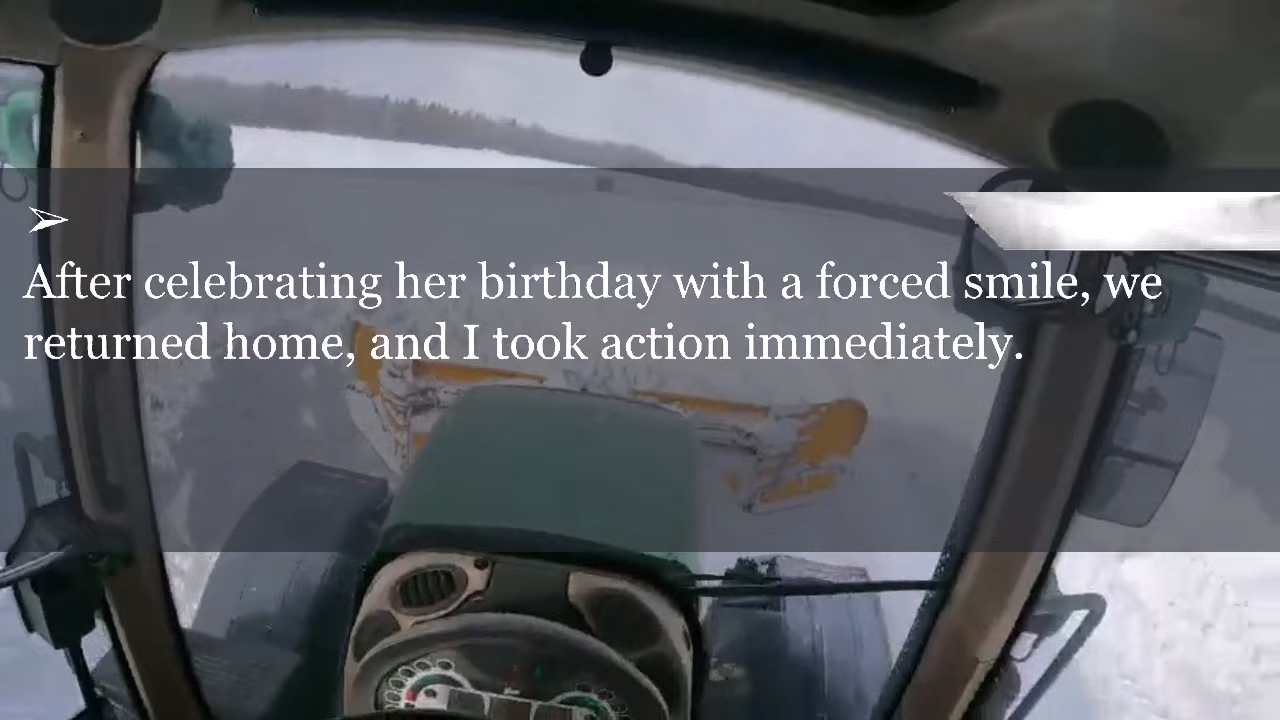 After celebrating her birthday with a forced smile, we
returned home, and I took action immediately.